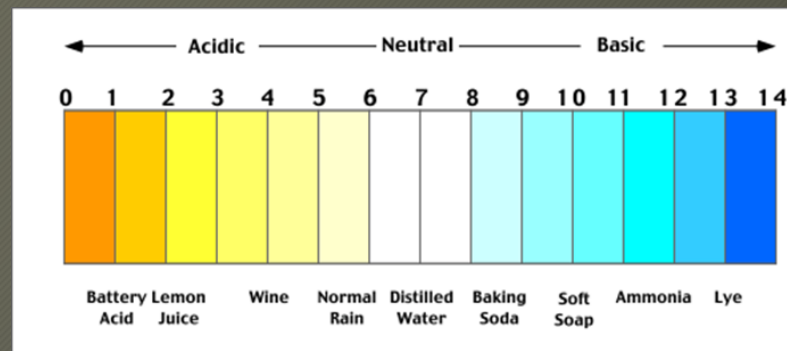 Acidic Neutral Basic
0 1 2 3 4 5 6 7 8 9 10 11 12 13 14
Battery Lemon Wine Normal Distilled Baking Soft Ammonia Lye
Acid Juice Rain Water Soda Soap